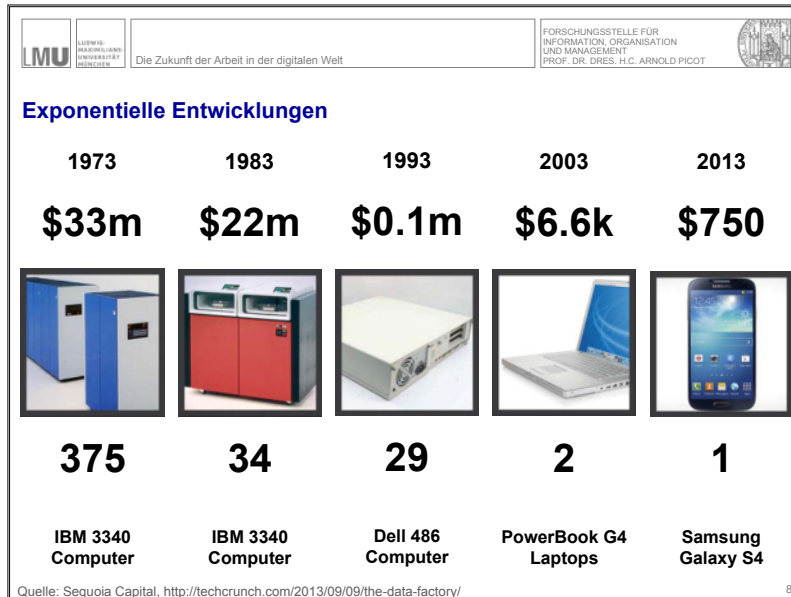 LMU
LUDWIG-
MAXIMILIANS-
UNIVERSITÄT
MÜNCHEN
Die Zukunft der Arbeit in der digitalen Welt
FORSCHUNGSSTELLE FÜR
INFORMATION, ORGANISATION
UND MANAGEMENT
PROF. DR. DRES. H.C. ARNOLD PICOT
Exponentielle Entwicklungen
1973 1983 1993 2003 2013
$33m $22m $0.1m $6.6k $750
375 34 29 2 1
IBM 3340 IBM 3340 Dell 486 PowerBook G4 Samsung
Computer Computer Computer Laptops Galaxy S4
Quelle: Sequoia Capital, http://techcrunch.com/2013/09/09/the-data-factory/
8